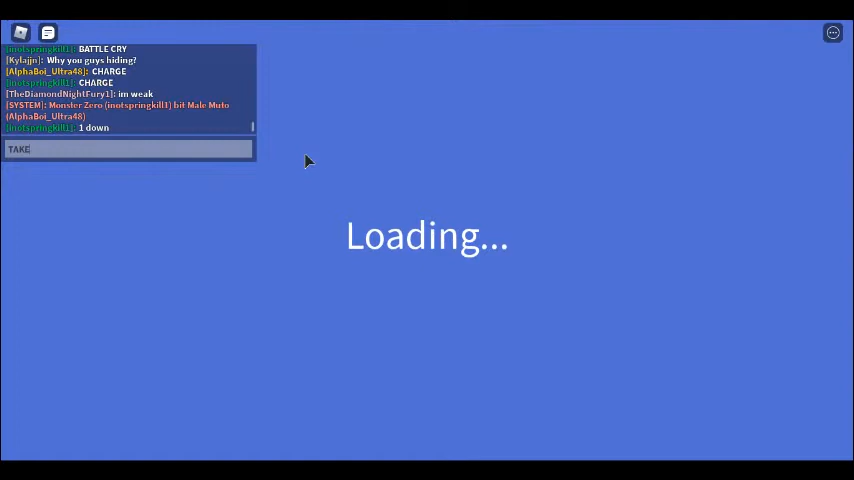 [inotspringkill1]: BATTLE CRY
[Kylajjn]: Why you guys hiding?
[AlphaBoi_Ultra48]: CHARGE
[inotspringkill1]: CHARGE
[TheDiamondNightFury1]: im weak
[SYSTEM]: Monster Zero (inotspringkill1) bit Male Muto
(AlphaBoi_Ultra48)
[inotspringkill1]: 1 down
TAKE
Loading...